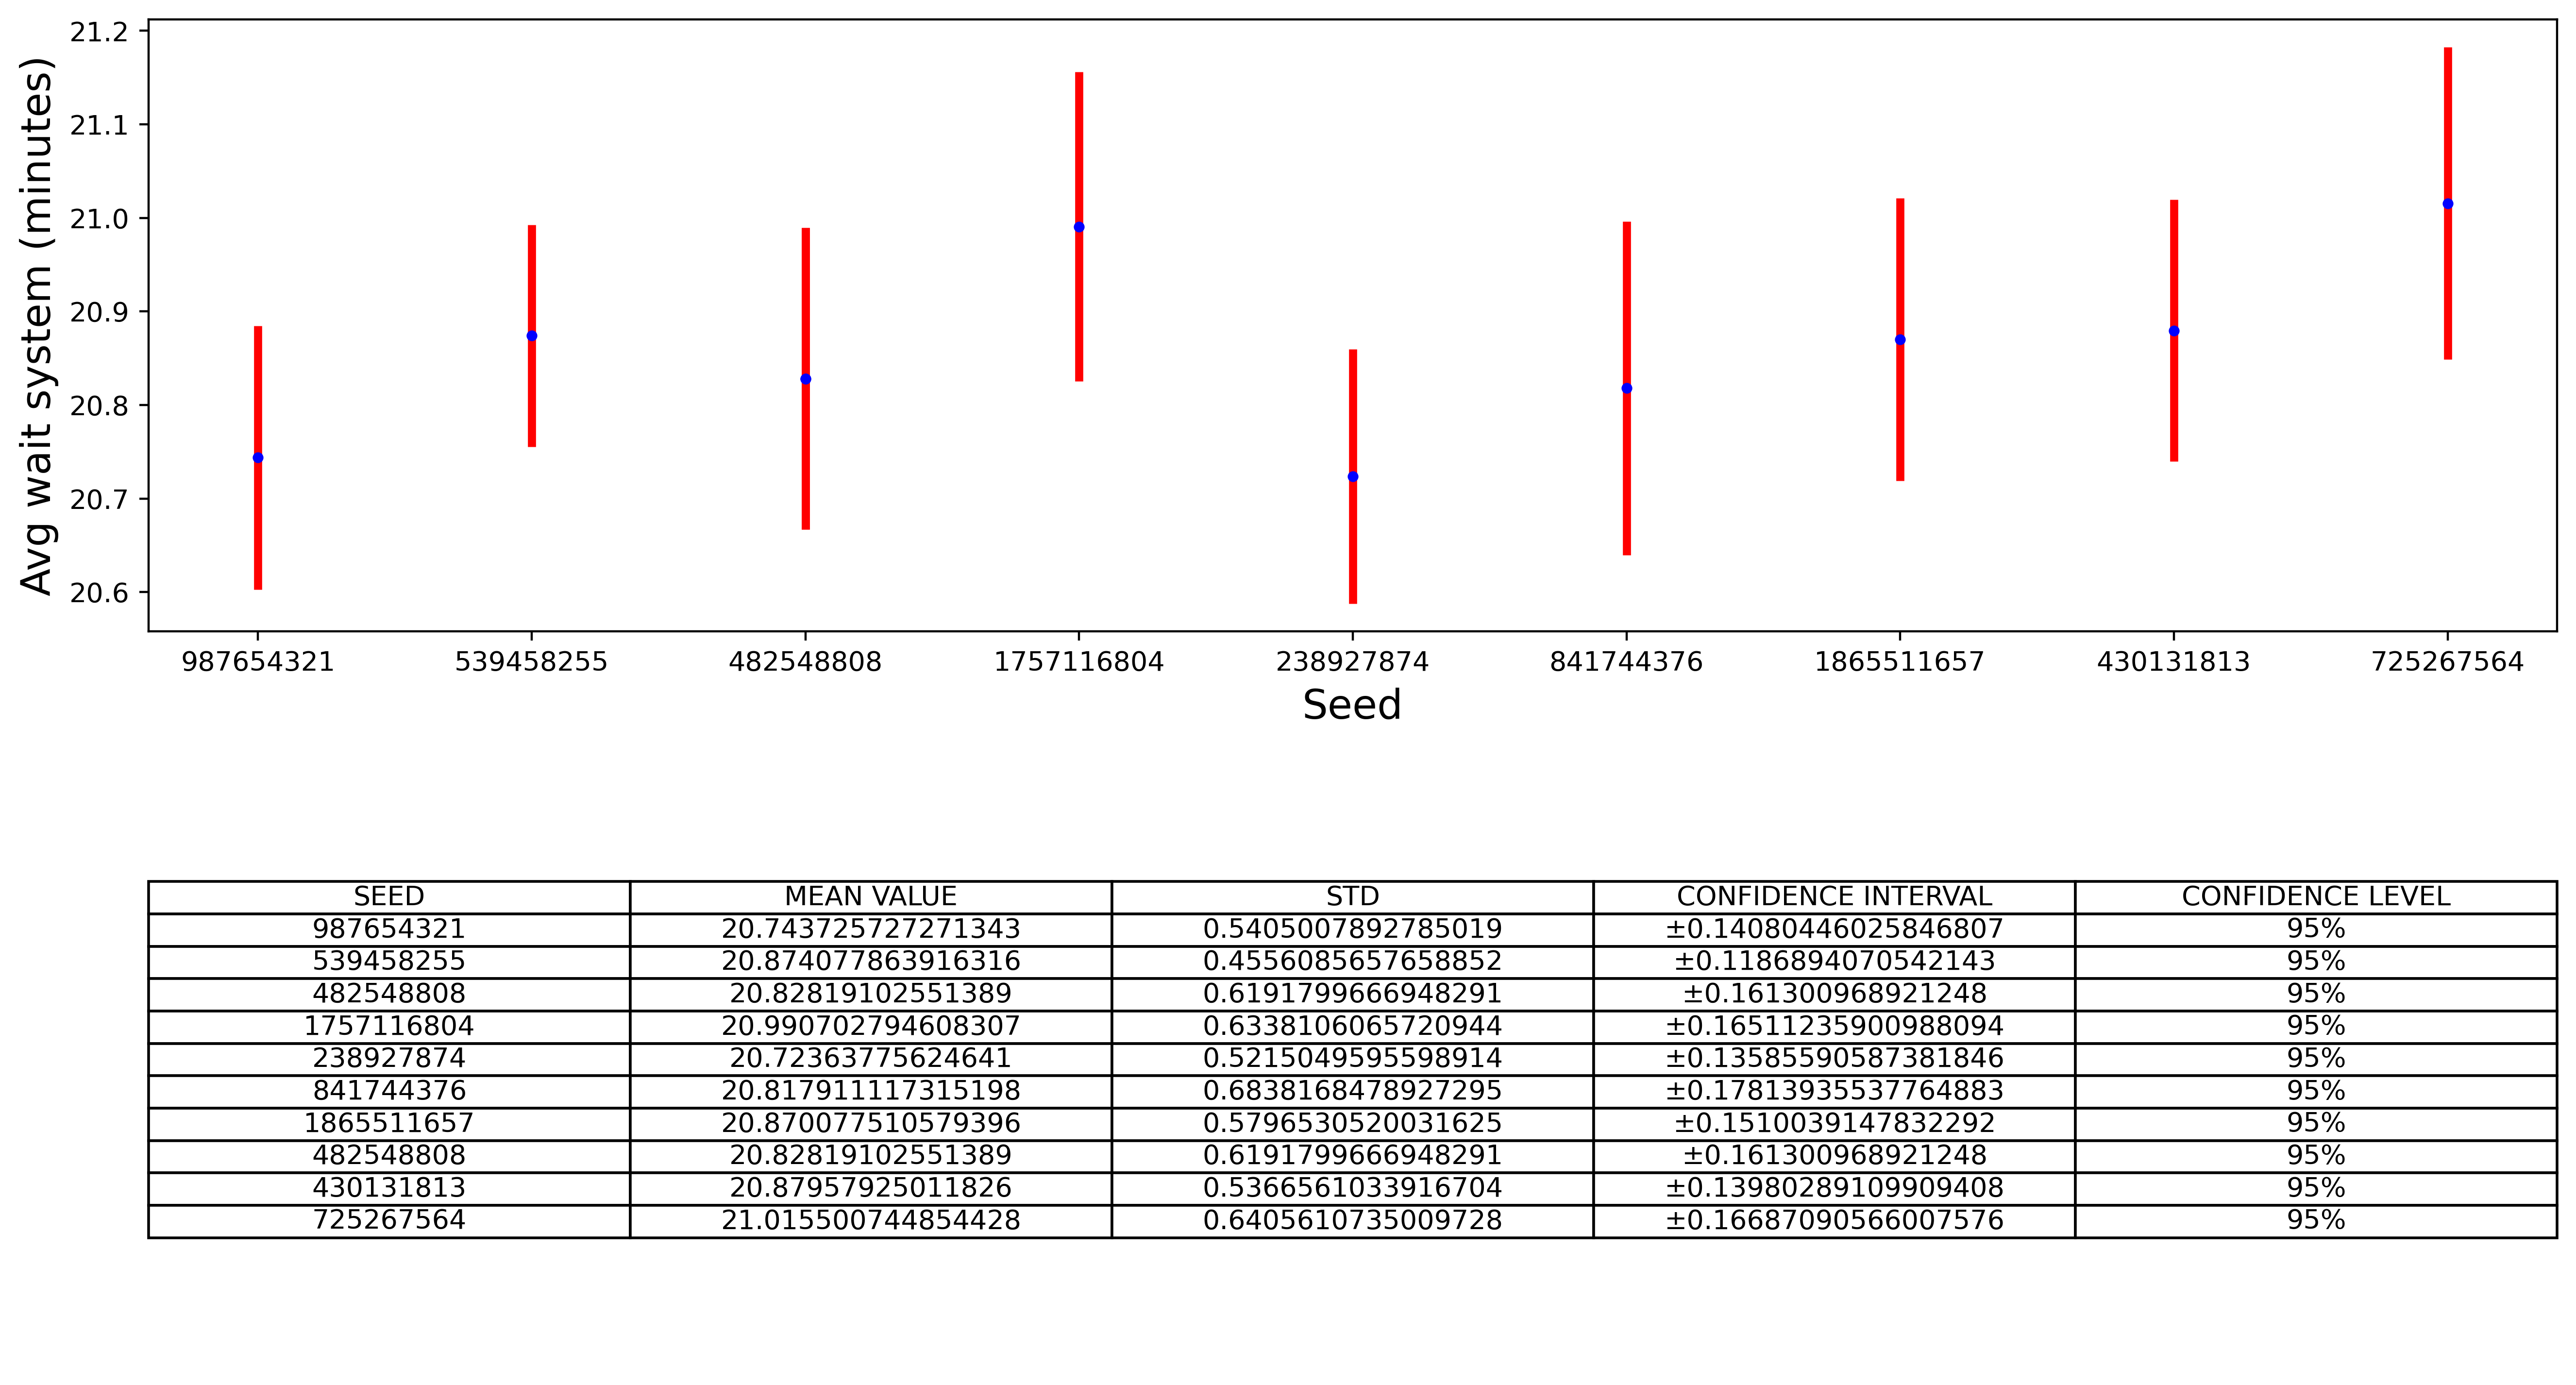 21.2
21.1
21.0
20.9
20.8
20.7
20.6
Avg wait system (minutes)
987654321 539458255 482548808 1757116804 238927874 841744376 1865511657 430131813 725267564
Seed
SEED MEAN VALUE STD CONFIDENCE INTERVAL CONFIDENCE LEVEL
987654321 20.743725727271343 0.5405007892785019 ±0.14080446025846807 95%
539458255 20.874077863916316 0.4556085657658852 ±0.1186894070542143 95%
482548808 20.82819102551389 0.6191799666948291 ±0.161300968921248 95%
1757116804 20.990702794608307 0.6338106065720944 ±0.16511235900988094 95%
238927874 20.72363775624641 0.5215049595598914 ±0.13585590587381846 95%
841744376 20.817911117315198 0.6838168478927295 ±0.17813935537764883 95%
1865511657 20.870077510579396 0.5796530520031625 ±0.1510039147832292 95%
482548808 20.82819102551389 0.6191799666948291 ±0.161300968921248 95%
430131813 20.87957925011826 0.5366561033916704 ±0.13980289109909408 95%
725267564 21.015500744854428 0.6405610735009728 ±0.16687090566007576 95%